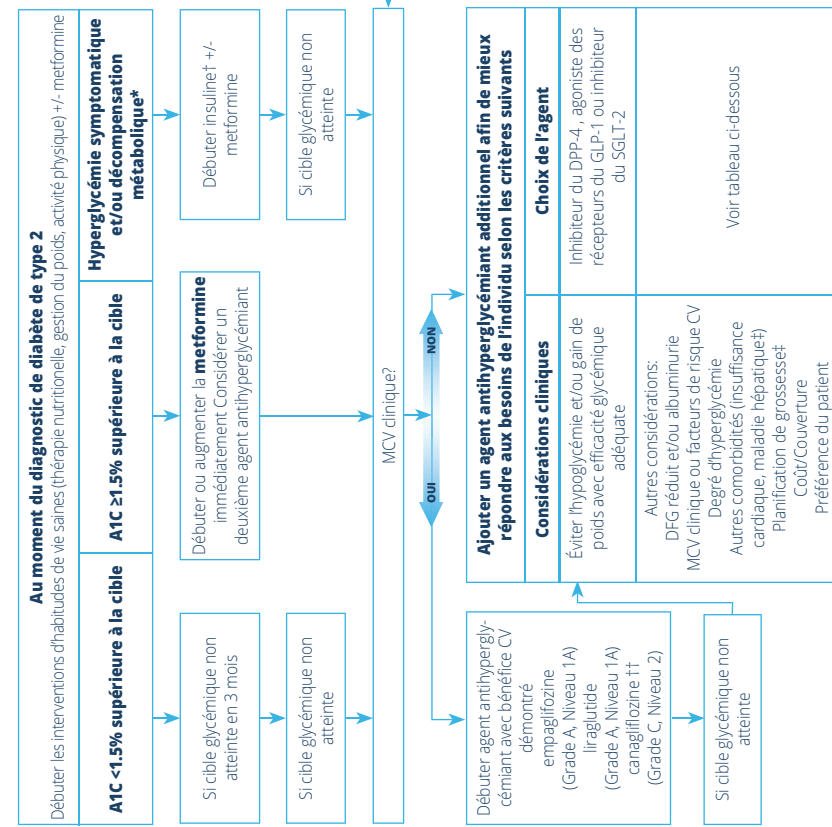 Au moment du diagnostic de diabète de type 2
Débuter les interventions d'habitudes de vie saines (thérapie nutritionelle, gestion du poids, activité physique) +/- metformine
A1C <1.5% supérieure à la cible
A1C ≥1.5% supérieure à la cible
Hyperglycémie symptomatique
et/ou décompensation
métabolique*
Si cible glycémique non
atteinte en 3 mois
Si cible glycémique non
atteinte
Débuter ou augmenter la metformine
immédiatement Considérer un
deuxième agent antihyperglycémiant
Débuter insuline† +/-
metformine
Si cible glycémique non
atteinte
MCV clinique?
OUI
NON
Débuter agent antihypergly-
cémiant avec bénéfice CV
démontré
empaglifozine
(Grade A, Niveau 1A)
liraglutide
(Grade A, Niveau 1A)
canagliflozine ††
(Grade C, Niveau 2)
Si cible glycémique non
atteinte
Ajouter un agent antihyperglycémiant additionnel afin de mieux
répondre aux besoins de l'individu selon les critères suivants
Considérations cliniques
Choix de l'agent
Éviter l'hypoglycémie et/ou gain de
poids avec efficacité glycémique
adéquate
Inhibiteur du DPP-4 , agoniste des
récepteurs du GLP-1 ou inhibiteur
du SGLT-2
Autres considérations:
DFG réduit et/ou albuminurie
MCV clinique ou facteurs de risque CV
Degré d'hyperglycémie
Autres comorbidités (insuffisance
cardiaque, maladie hépatique‡)
Planification de grossesse‡
Coût/Couverture
Préférence du patient
Voir tableau ci-dessous